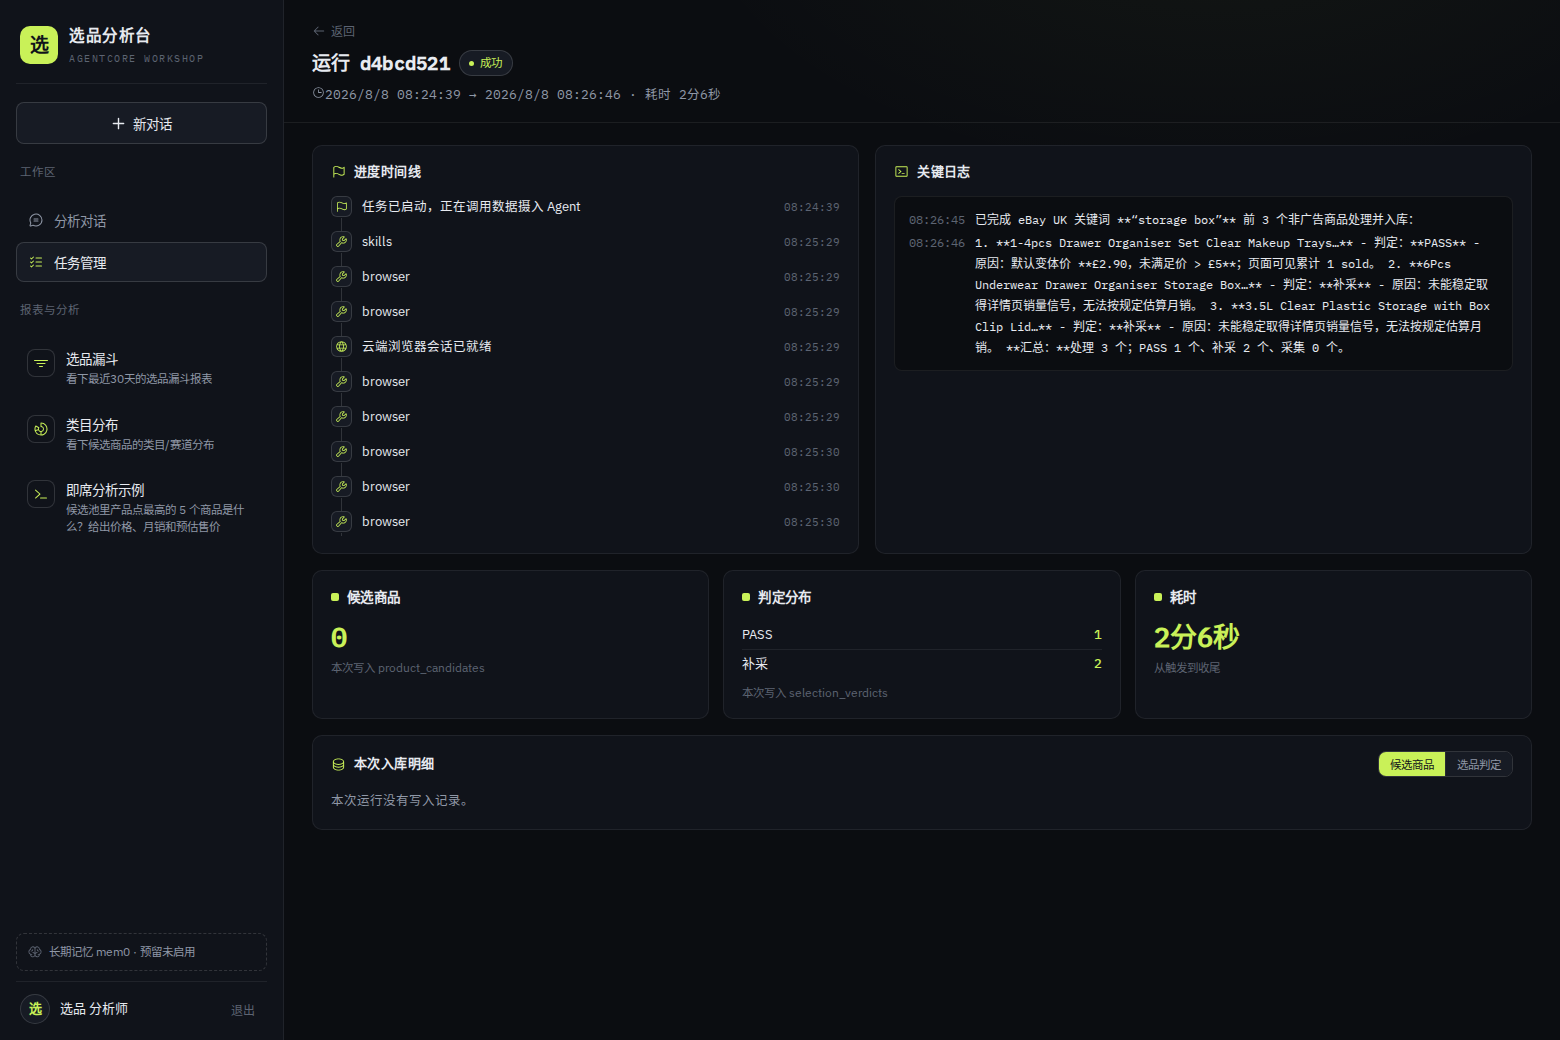 选
选品分析台
AGENTCORE WORKSHOP
新对话
工作区
分析对话
任务管理
报表与分析
选品漏斗
看下最近30天的选品漏斗报表
类目分布
看下候选商品的类目/赛道分布
即席分析示例
候选池里产品点最高的 5 个商品是什
么？给出价格、月销和预估售价
长期记忆 mem0 · 预留未启用
选
选品 分析师
退出
← 返回
运行 d4bcd521
成功
2026/8/8 08:24:39 → 2026/8/8 08:26:46 · 耗时 2分6秒
进度时间线
任务已启动，正在调用数据摄入 Agent 08:24:39
skills 08:25:29
browser 08:25:29
browser 08:25:29
云端浏览器会话已就绪 08:25:29
browser 08:25:29
browser 08:25:29
browser 08:25:30
browser 08:25:30
browser 08:25:30
关键日志
08:26:45 已完成 eBay UK 关键词 **“storage box”** 前 3 个非广告商品处理并入库：
08:26:46 1. **1-4pcs Drawer Organiser Set Clear Makeup Trays…** - 判定：**PASS** -
原因：默认变体价 **£2.90，未满足价 > £5**；页面可见累计 1 sold。 2. **6Pcs
Underwear Drawer Organiser Storage Box…** - 判定：**补采** - 原因：未能稳定取
得详情页销量信号，无法按规定估算月销。 3. **3.5L Clear Plastic Storage with Box
Clip Lid…** - 判定：**补采** - 原因：未能稳定取得详情页销量信号，无法按规定估算月
销。 **汇总：**处理 3 个；PASS 1 个、补采 2 个、采集 0 个。
候选商品
0
本次写入 product_candidates
判定分布
PASS 1
补采 2
本次写入 selection_verdicts
耗时
2分6秒
从触发到收尾
本次入库明细
候选商品 选品判定
本次运行没有写入记录。